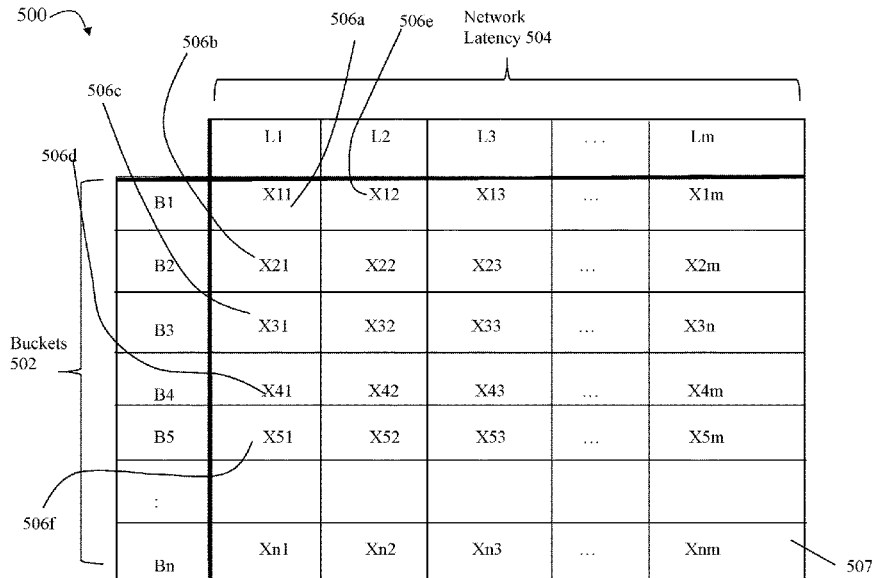 500
506b
506a
506e
Network
Latency 504
506c
506d
L1 L2 L3 ... Lm
B1 X11 X12 X13 ... X1m
B2 X21 X22 X23 ... X2m
B3 X31 X32 X33 ... X3n
Buckets
502
B4 X41 X42 X43 ... X4m
B5 X51 X52 X53 ... X5m
:
506f
Bn Xn1 Xn2 Xn3 ... Xnm
507